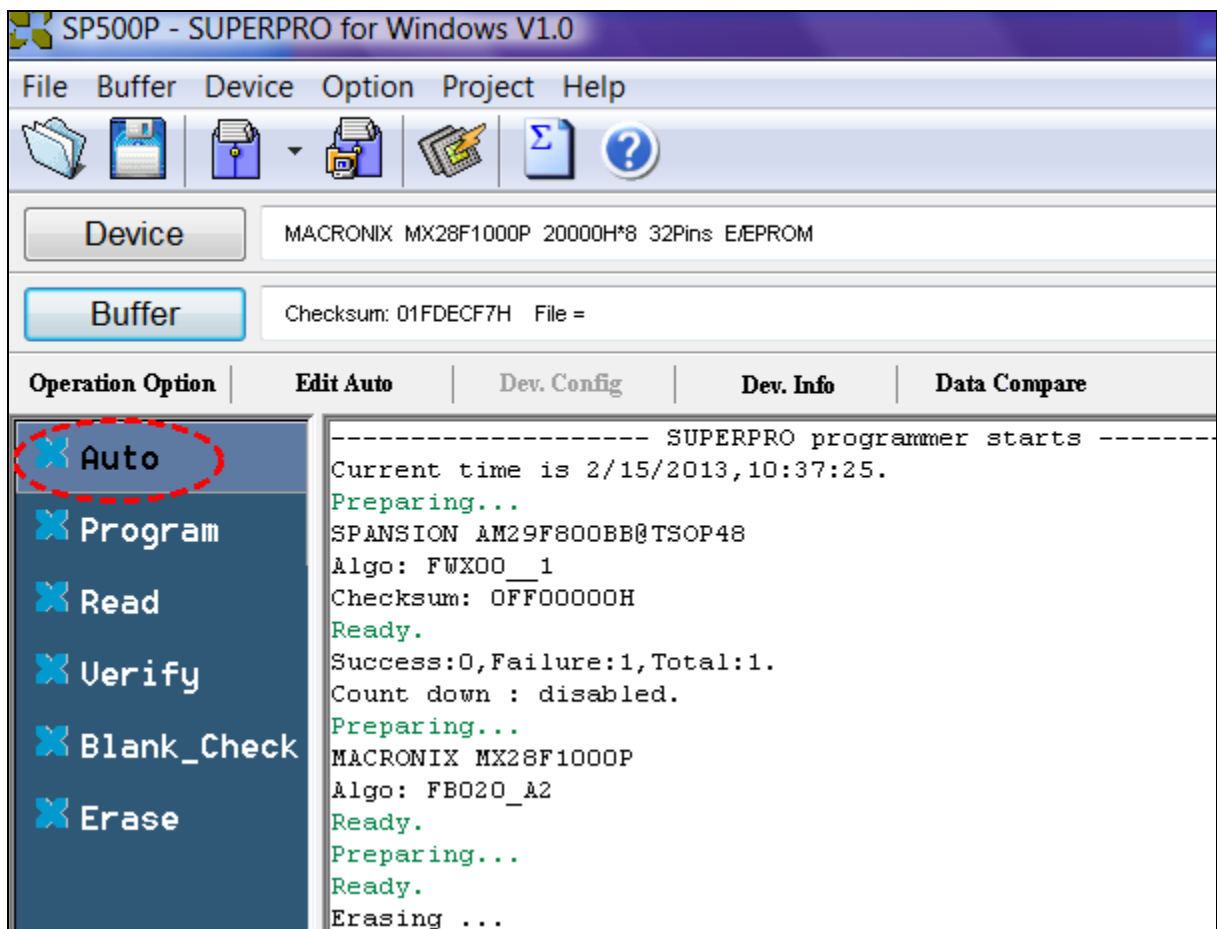 SP500P - SUPERPRO for Windows V1.0
File Buffer Device Option Project Help
Σ ?
Device MACRONIX MX28F1000P 20000H*8 32Pins E/EPROM
Buffer Checksum: 01FDECF7H File =
Operation Option Edit Auto Dev. Config Dev. Info Data Compare
Auto
Program
Read
Verify
Blank_Check
Erase
-------------------- SUPERPRO programmer starts --------
Current time is 2/15/2013,10:37:25.
Preparing...
SPANSION AM29F800BB@TSOP48
Algo: FWX00__1
Checksum: 0FF00000H
Ready.
Success:0,Failure:1,Total:1.
Count down : disabled.
Preparing...
MACRONIX MX28F1000P
Algo: FB020_A2
Ready.
Preparing...
Ready.
Erasing ...